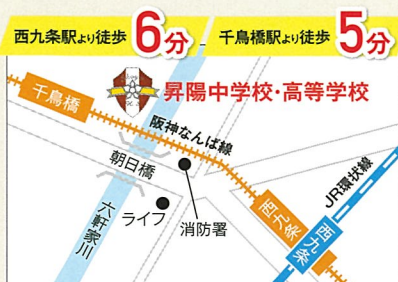 西九条駅より徒歩6分
千鳥橋駅より徒歩5分
昇陽中学校・高等学校
千鳥橋
阪神なんば線
朝日橋
JR環状線
六軒家川
ライフ
消防署
西九条
西九条